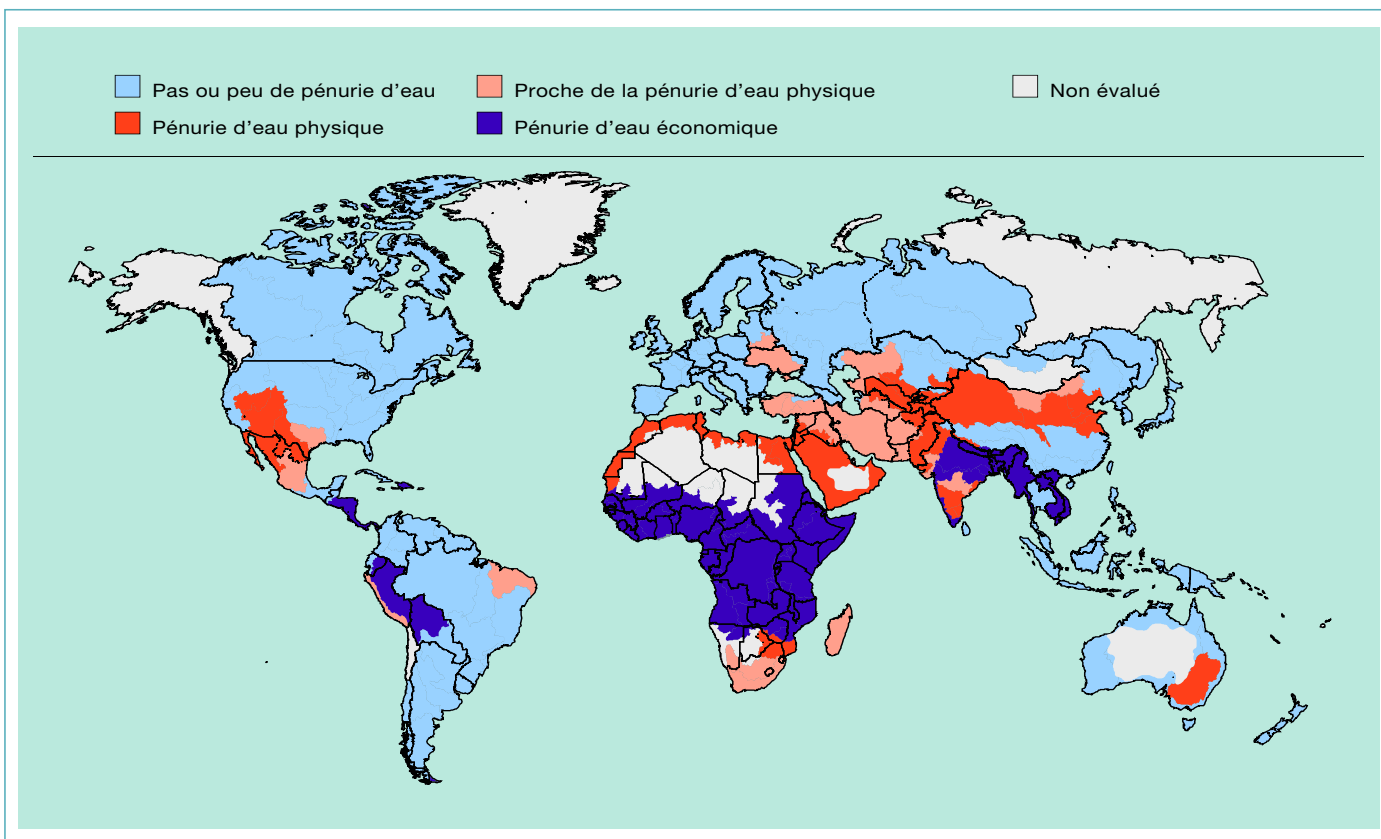 Pas ou peu de pénurie d'eau
Proche de la pénurie d'eau physique
Non évalué
Pénurie d'eau physique
Pénurie d'eau économique